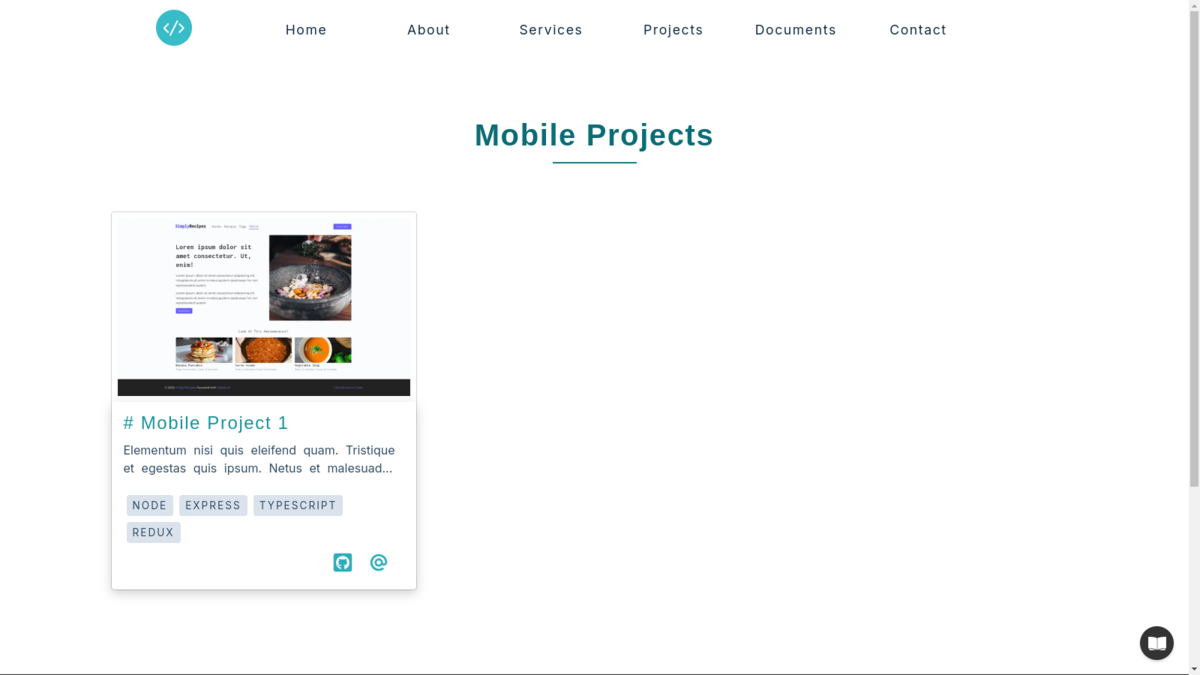 Home About Services Projects Documents Contact
Mobile Projects
SimplyRecipes
Lorem ipsum dolor sit
amet consectetur. Ut,
enim!
# Mobile Project 1
Elementum nisi quis eleifend quam. Tristique
et egestas quis ipsum. Netus et malesuad...
NODE EXPRESS TYPESCRIPT
REDUX